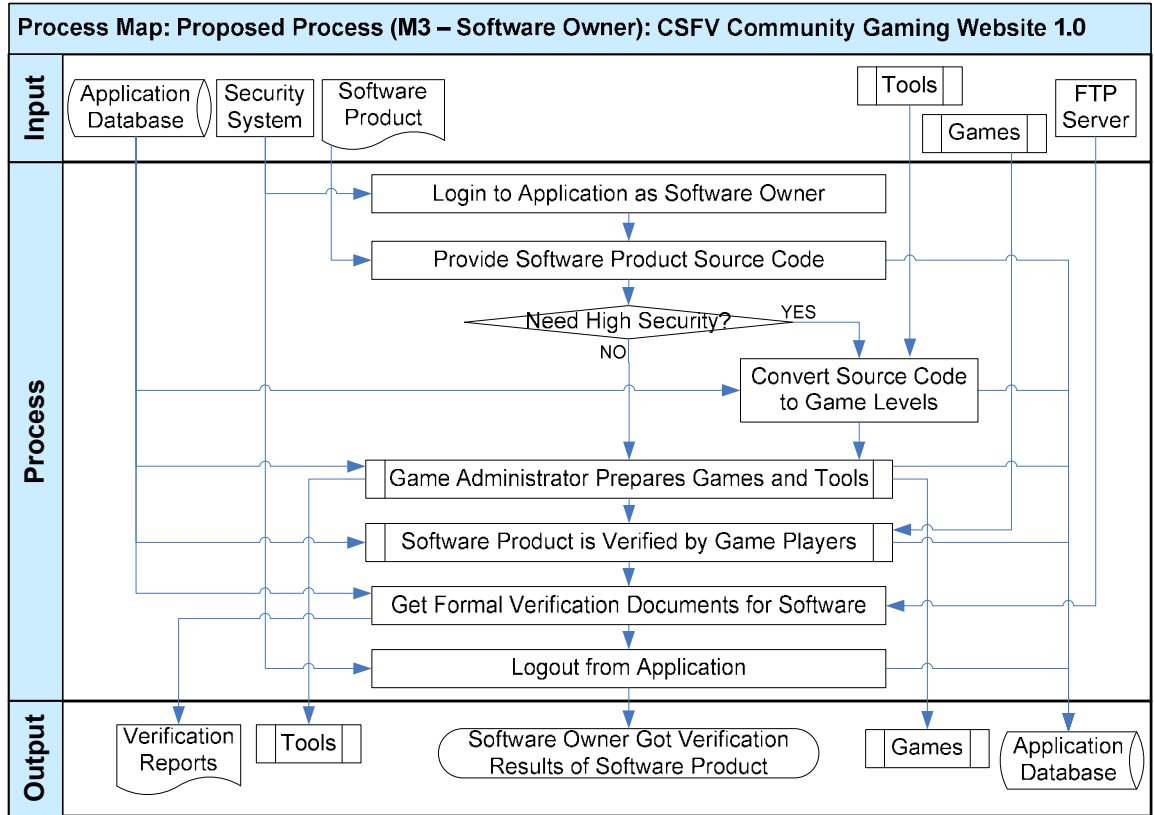 Process Map: Proposed Process (M3 – Software Owner): CSFV Community Gaming Website 1.0
Input
Application
Database
Security
System
Software
Product
Tools
Games
FTP
Server
Process
Login to Application as Software Owner
Provide Software Product Source Code
Need High Security?
YES
NO
Convert Source Code
to Game Levels
Game Administrator Prepares Games and Tools
Software Product is Verified by Game Players
Get Formal Verification Documents for Software
Logout from Application
Output
Verification
Reports
Tools
Software Owner Got Verification
Results of Software Product
Games
Application
Database